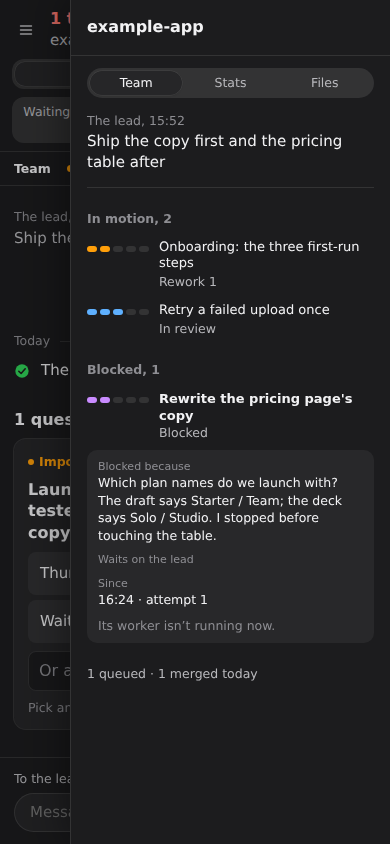 example-app
Team
Stats
Files
The lead, 15:52
Ship the copy first and the pricing
table after
In motion, 2
Onboarding: the three first-run
steps
Rework 1
Retry a failed upload once
In review
Blocked, 1
Rewrite the pricing page's
copy
Blocked
Blocked because
Which plan names do we launch with?
The draft says Starter / Team; the deck
says Solo / Studio. I stopped before
touching the table.
Waits on the lead
Since
16:24 · attempt 1
Its worker isn’t running now.
1 queued · 1 merged today
1
Waiting
Team
The lead,
Ship the
Today
The
1 ques
Laun
teste
copy
Wait
Or a
Pick an
To the lea
Messa